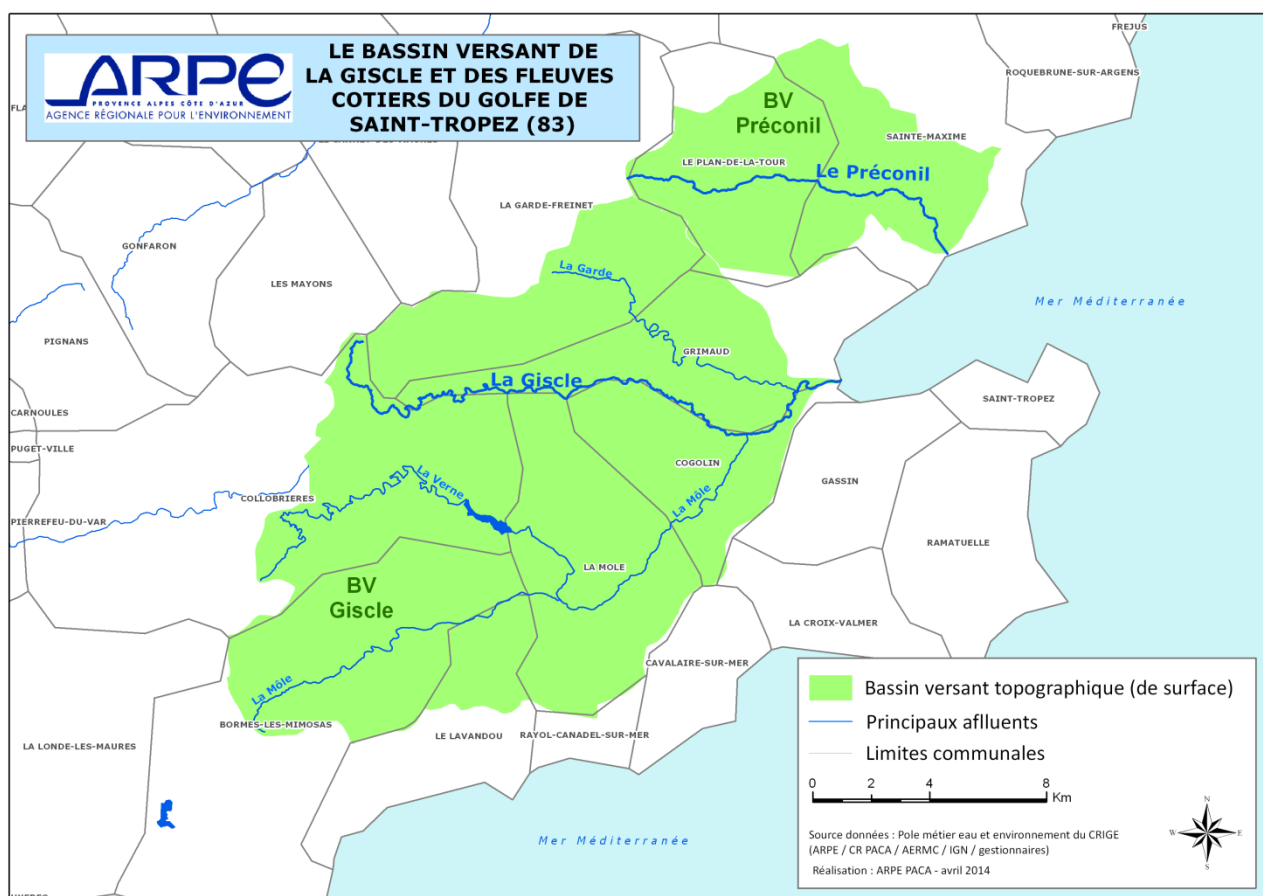 ARPE
PROVENCE ALPES CÔTE D'AZUR
AGENCE RÉGIONALE POUR L'ENVIRONNEMENT
LE BASSIN VERSANT DE
LA GISCLE ET DES FLEUVES
COTIERS DU GOLFE DE
SAINT-TROPEZ (83)
FREJUS
ROQUEBRUNE-SUR-ARGENS
BV
Préconil
SAINTE-MAXIME
LE PLAN-DE-LA-TOUR
Le Préconil
LA GARDE-FREINET
GONFARON
La Garde
LES MAYONS
Mer Méditerranée
PIGNANS
GRIMAUD
La Giscle
SAINT-TROPEZ
CARNOULES
PUGET-VILLE
COGOLIN
La Verne
GASSIN
COLLOBRIERES
La Môle
PIERREFEU-DU-VAR
RAMATUELLE
LA MOLE
BV
Giscle
LA CROIX-VALMER
CAVALAIRE-SUR-MER
La Môle
BORMES-LES-MIMOSAS
LE LAVANDOU
RAYOL-CANADEL-SUR-MER
LA LONDE-LES-MAURES
Mer Méditerranée
Bassin versant topographique (de surface)
Principaux aflluents
Limites communales
0 2 4 8
Km
N
W E
S
Source données : Pole métier eau et environnement du CRIGE
(ARPE / CR PACA / AERMC / IGN / gestionnaires)
Réalisation : ARPE PACA - avril 2014